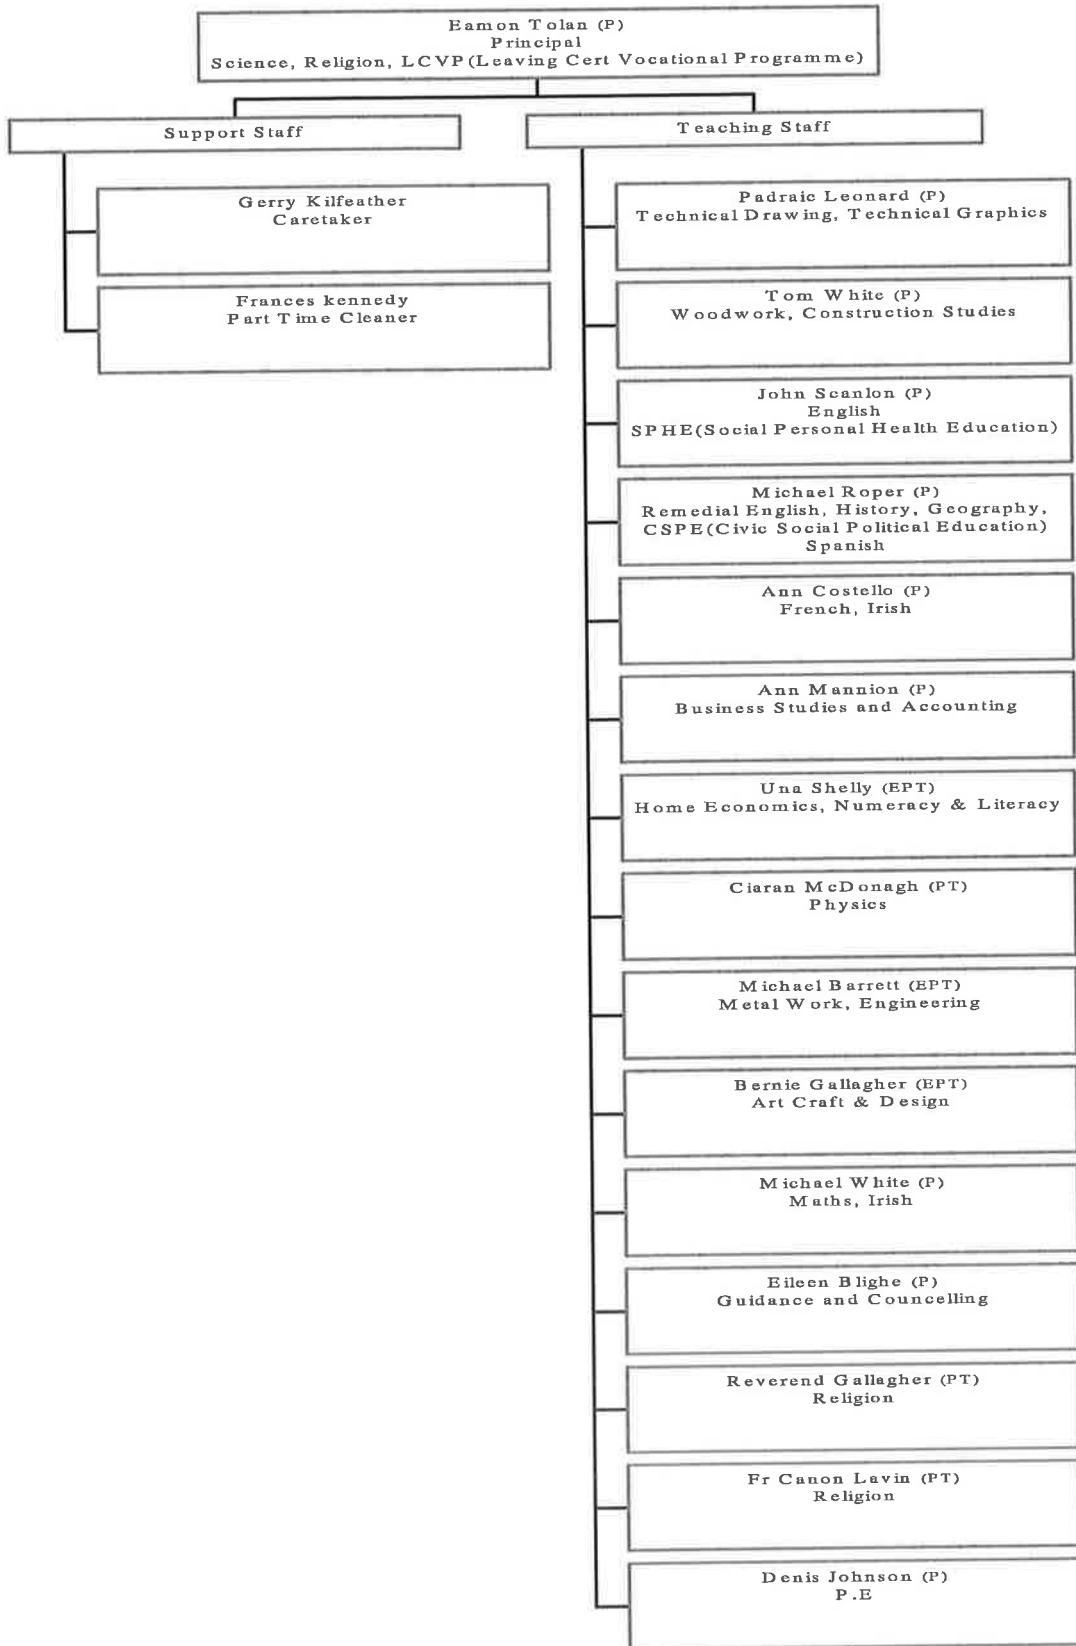 Eamon Tolan (P)
Principal
Science, Religion, LCVP(Leaving Cert Vocational Programme)
Support Staff
Teaching Staff
Gerry Kilfeather
Caretaker
Frances kennedy
Part Time Cleaner
Padraic Leonard (P)
Technical Drawing, Technical Graphics
Tom White (P)
Woodwork, Construction Studies
John Scanlon (P)
English
SPHE(Social Personal Health Education)
Michael Roper (P)
Remedial English, History, Geography,
CSPE(Civic Social Political Education)
Spanish
Ann Costello (P)
French, Irish
Ann Mannion (P)
Business Studies and Accounting
Una Shelly (EPT)
Home Economics, Numeracy & Literacy
Ciaran McDonagh (PT)
Physics
Michael Barrett (EPT)
Metal Work, Engineering
Bernie Gallagher (EPT)
Art Craft & Design
Michael White (P)
Maths, Irish
Eileen Blighe (P)
Guidance and Councelling
Reverend Gallagher (PT)
Religion
Fr Canon Lavin (PT)
Religion
Denis Johnson (P)
P.E